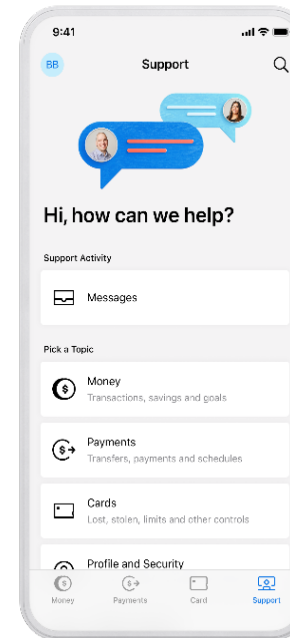 9:41
BB
Support
Hi, how can we help?
Support Activity
Messages
Pick a Topic
Money
Transactions, savings and goals
Payments
Transfers, payments and schedules
Cards
Lost, stolen, limits and other controls
Profile and Security
Money
Payments
Card
Support